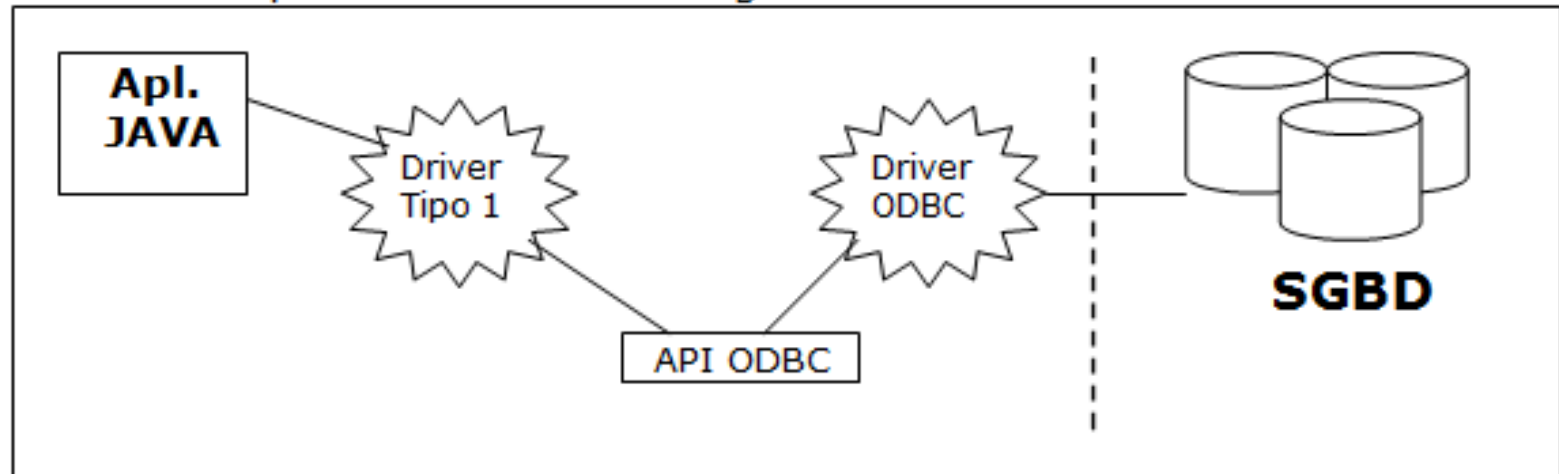 Apl.
JAVA
Driver
Tipo 1
Driver
ODBC
API ODBC
SGBD